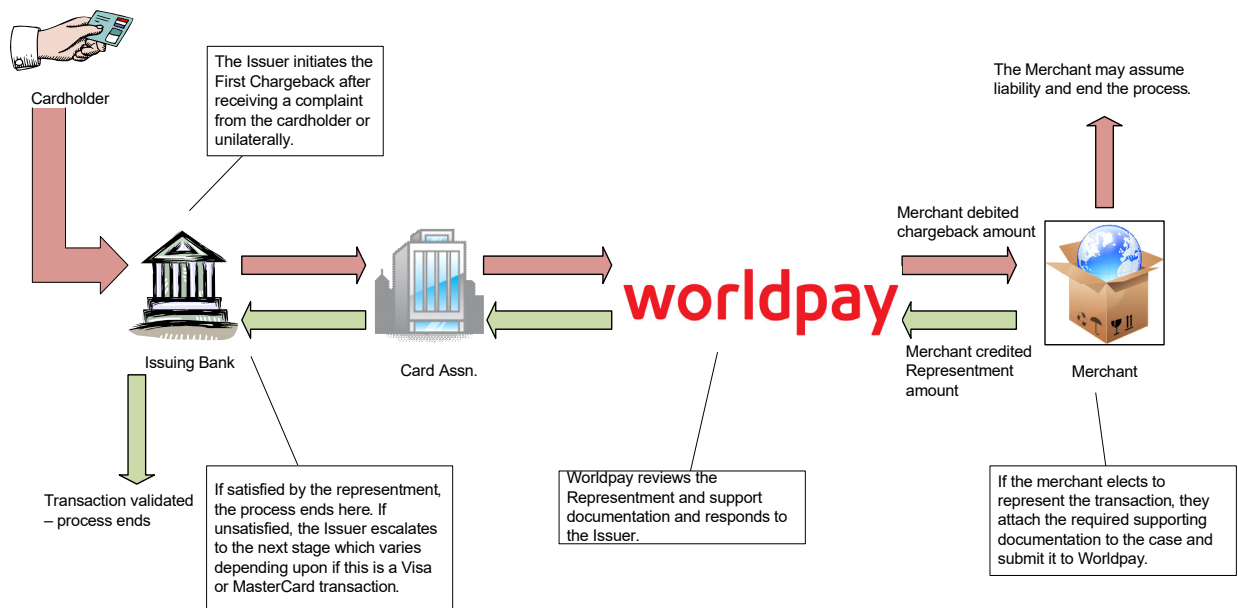 Cardholder
The Issuer initiates the
First Chargeback after
receiving a complaint
from the cardholder or
unilaterally.
The Merchant may assume
liability and end the process.
Merchant debited
chargeback amount
worldpay
Issuing Bank
Card Assn.
Merchant credited
Representment
amount
Merchant
Transaction validated
– process ends
If satisfied by the representment,
the process ends here. If
unsatisfied, the Issuer escalates
to the next stage which varies
depending upon if this is a Visa
or MasterCard transaction.
Worldpay reviews the
Representment and support
documentation and responds to
the Issuer.
If the merchant elects to
represent the transaction, they
attach the required supporting
documentation to the case and
submit it to Worldpay.